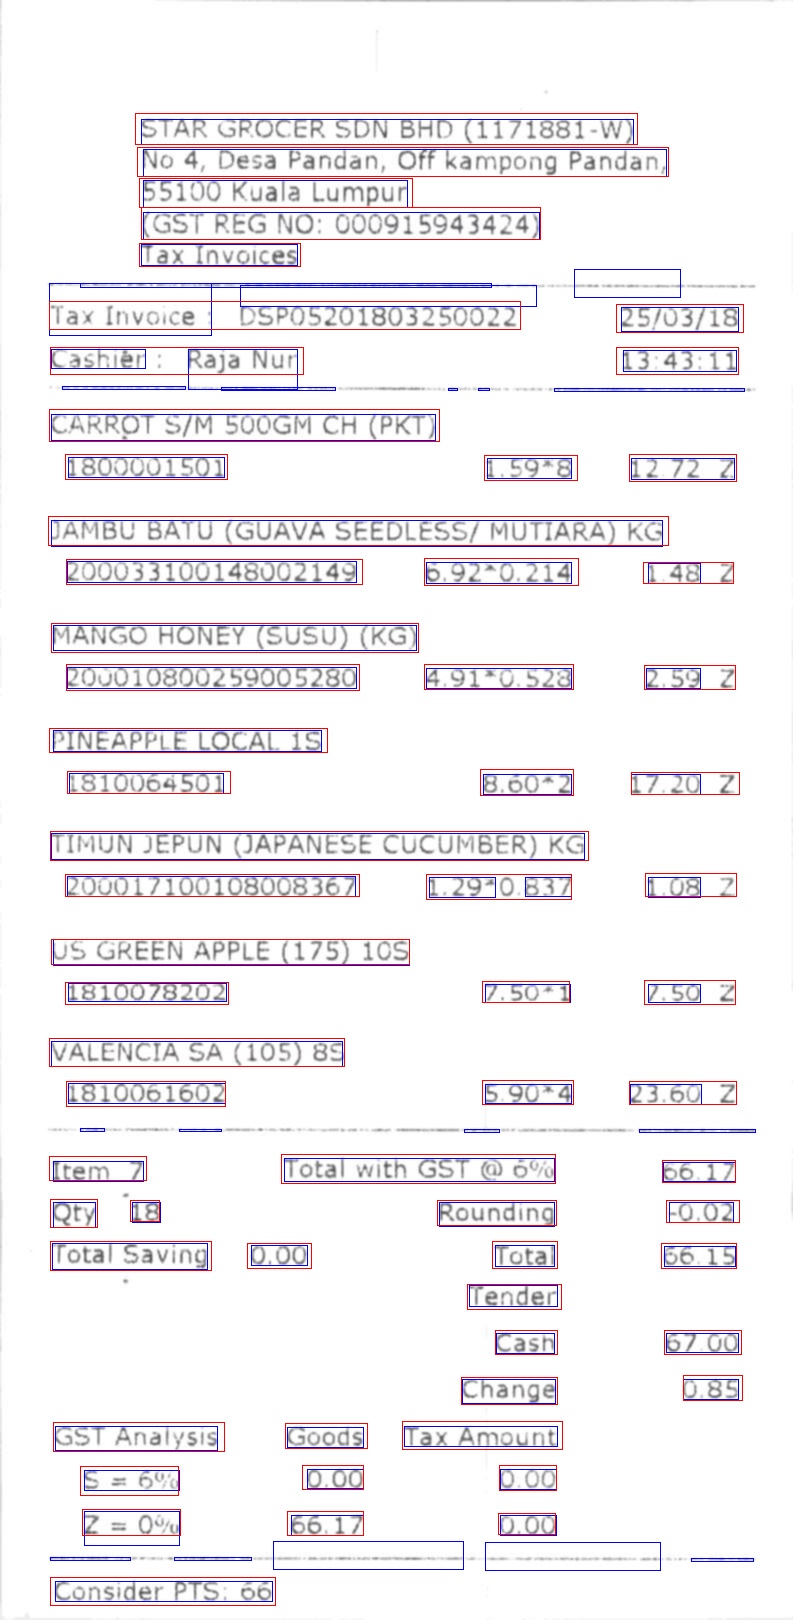 STAR GROCER SDN BHD (1171881-W)
No 4, Desa Pandan, Off kampong Pandan,
55100 Kuala Lumpur
(GST REG NO: 000915943424)
Tax Invoices
Tax Invoice : DSP05201803250022 25/03/18
Cashier : Raja Nur 13:43:11
CARROT S/M 500GM CH (PKT)
1800001501 1.59*8 12.72 Z
JAMBU BATU (GUAVA SEEDLESS/ MUTIARA) KG
200033100148002149 6.92*0.214 1.48 Z
MANGO HONEY (SUSU) (KG)
200010800259005280 4.91*0.528 2.59 Z
PINEAPPLE LOCAL 1S
1810064501 8.60*2 17.20 Z
TIMUN JEPUN (JAPANESE CUCUMBER) KG
200017100108008367 1.29*0.837 1.08 Z
US GREEN APPLE (175) 10S
1810078202 7.50*1 7.50 Z
VALENCIA SA (105) 8S
1810061602 5.90*4 23.60 Z
Item 7 Total with GST @ 6% 66.17
Qty 18 Rounding -0.02
Total Saving 0.00 Total 66.15
Tender
Cash 67.00
Change 0.85
GST Analysis Goods Tax Amount
S = 6% 0.00 0.00
Z = 0% 66.17 0.00
Consider PTS: 66